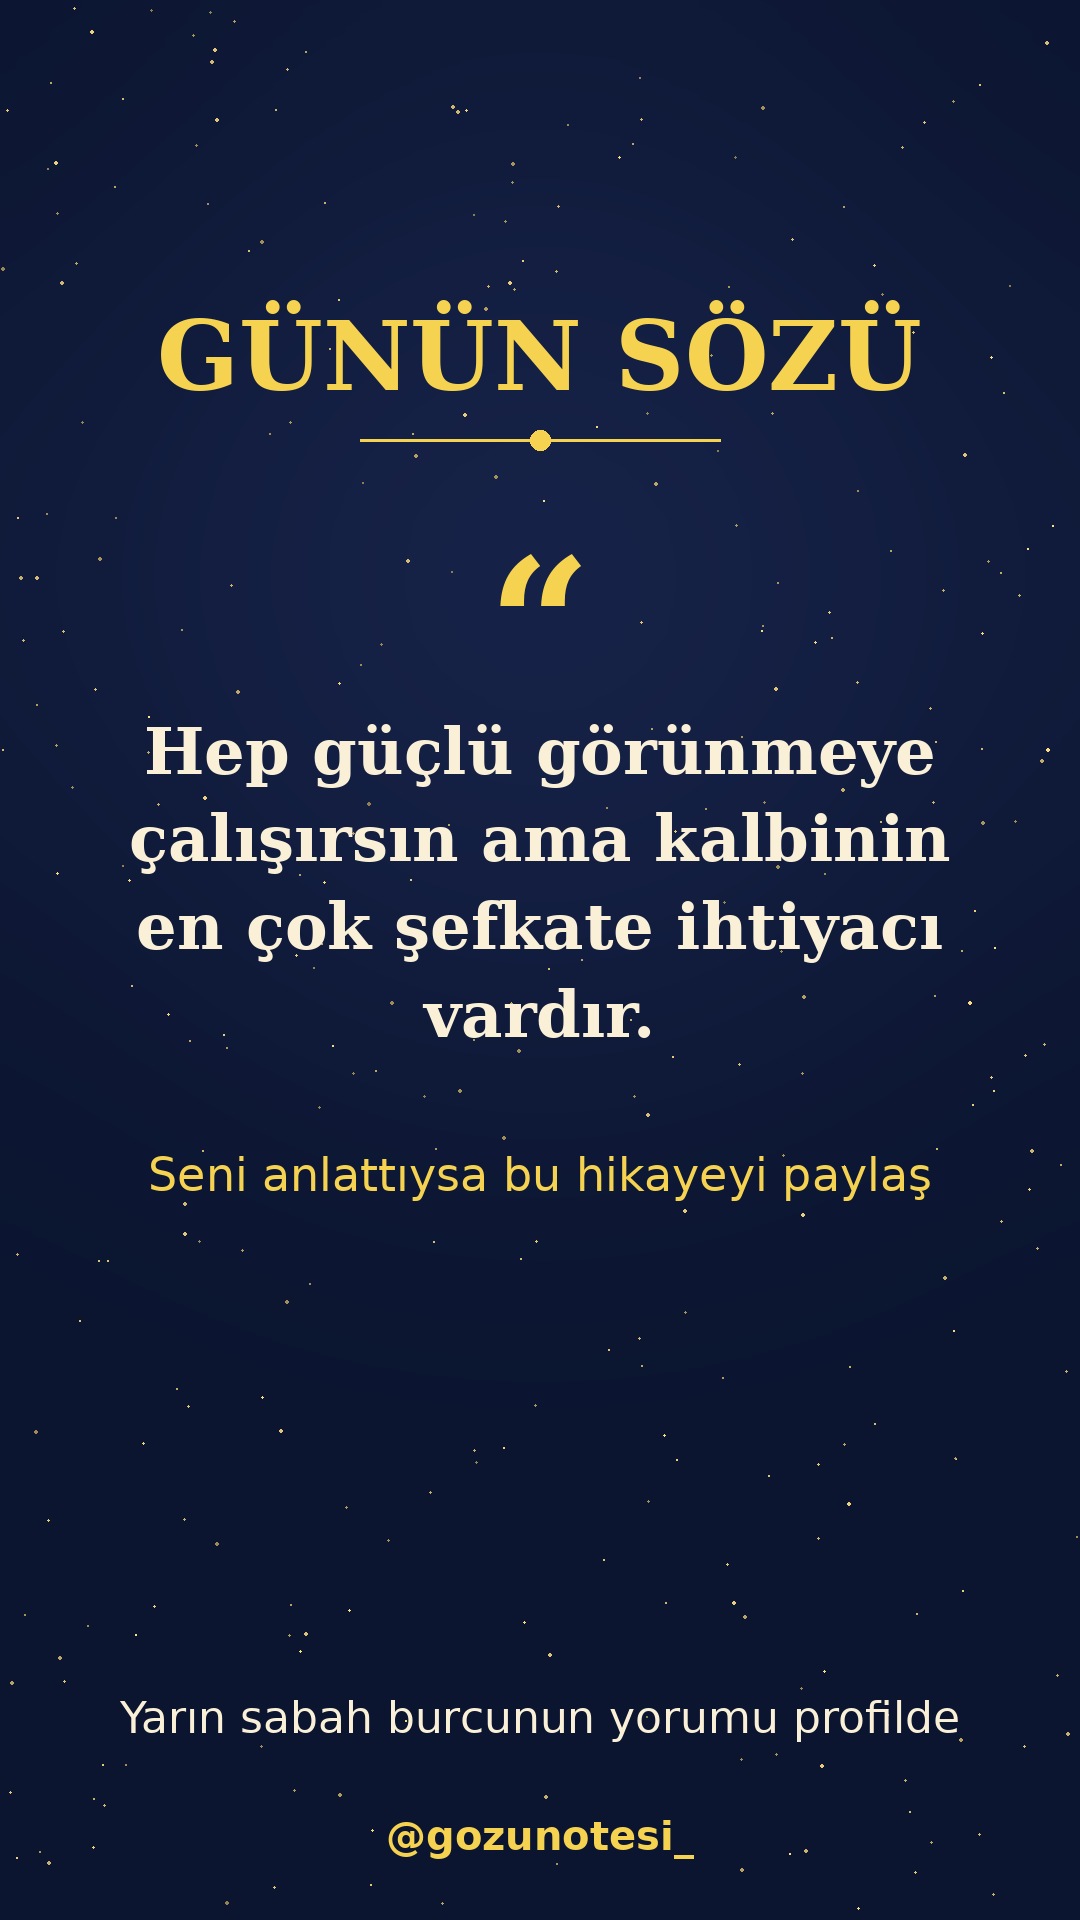 GÜNÜN SÖZÜ
“
Hep güçlü görünmeye
çalışırsın ama kalbinin
en çok şefkate ihtiyacı
vardır.
Seni anlattıysa bu hikayeyi paylaş
Yarın sabah burcunun yorumu profilde
@gozunotesi_